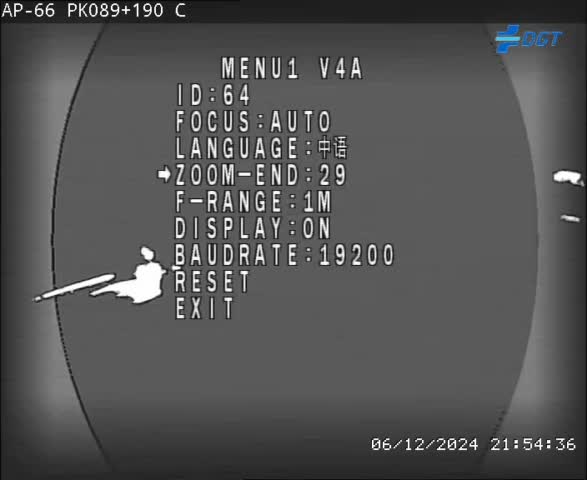 AP-66 PK089+190 C
DGT
MENU1 V4A
ID:64
FOCUS:AUTO
LANGUAGE:中语
ZOOM-END:29
F-RANGE:1M
DISPLAY:ON
BAUDRATE:19200
RESET
EXIT
06/12/2024 21:54:36